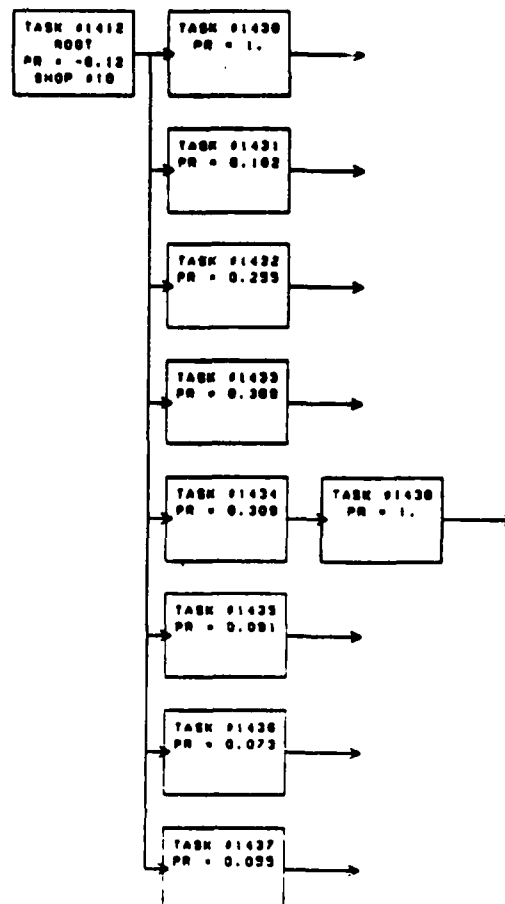 TASK #1412
ROOT
PR = -0.12
SHOP #10
TASK #1430
PR = 1.
TASK #1431
PR = 0.182
TASK #1432
PR = 0.255
TASK #1433
PR = 0.309
TASK #1434
PR = 0.309
TASK #1438
PR = 1.
TASK #1435
PR = 0.091
TASK #1436
PR = 0.073
TASK #1437
PR = 0.055